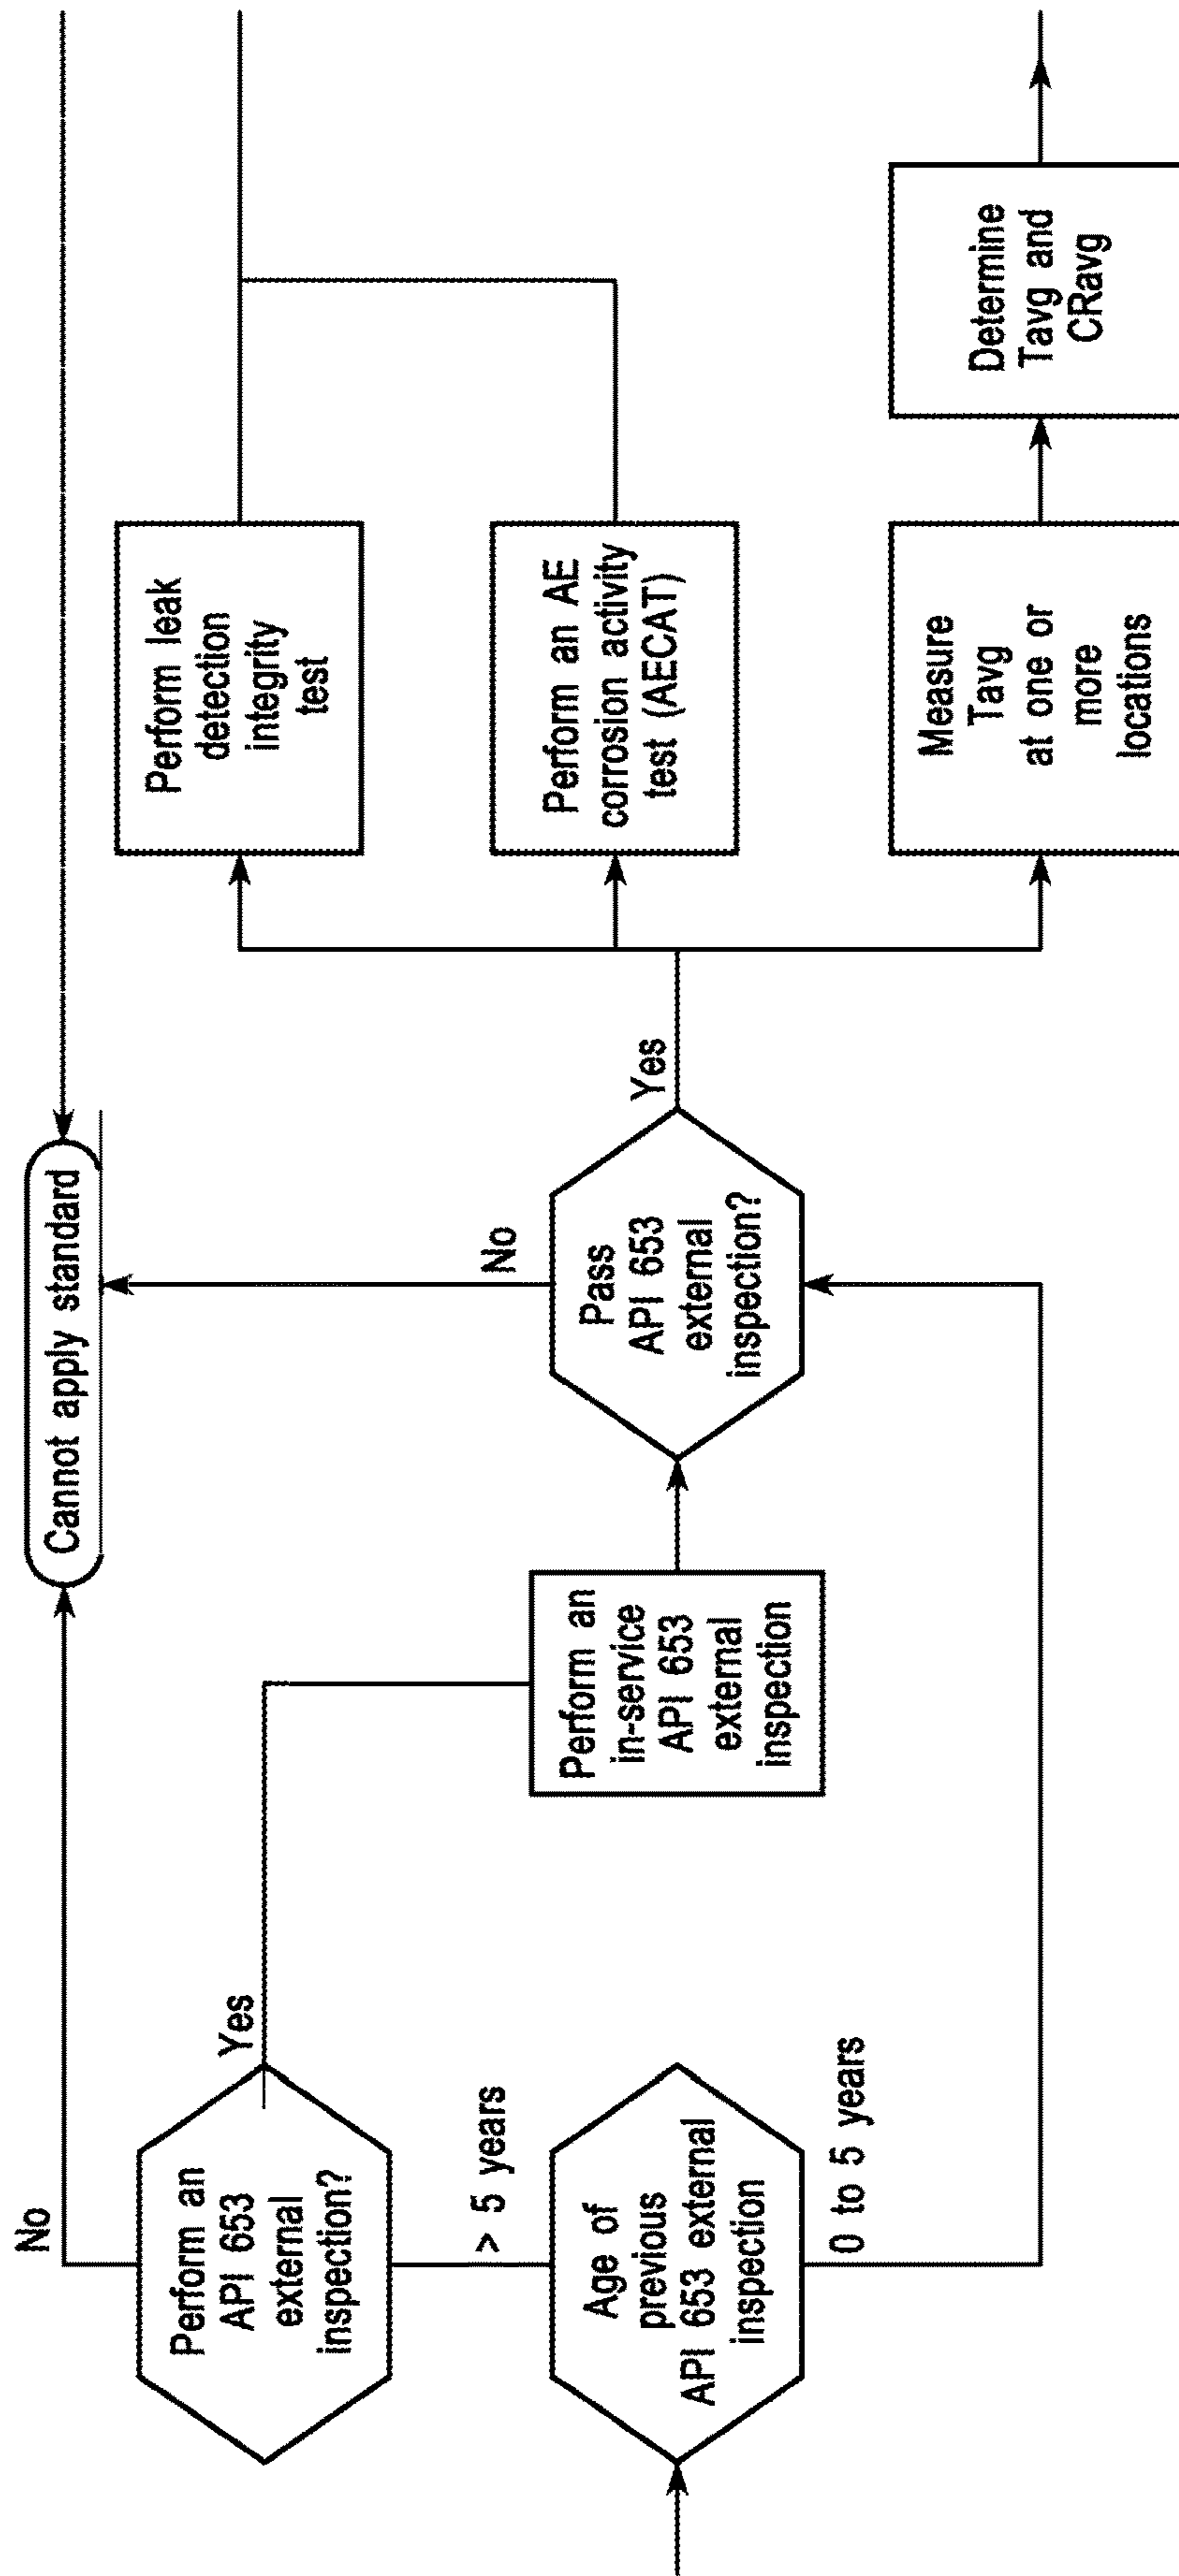 No
Perform an
API 653
external
inspection?
Yes
> 5 years
Age of
previous
API 653 external
inspection
0 to 5 years
Perform an
in-service
API 653
external
inspection
Cannot apply standard
No
Pass
API 653
external
inspection?
Yes
Perform leak
detection
integrity
test
Perform an AE
corrosion activity
test (AECAT)
Measure
Tavg
at one or
more
locations
Determine
Tavg and
CRavg